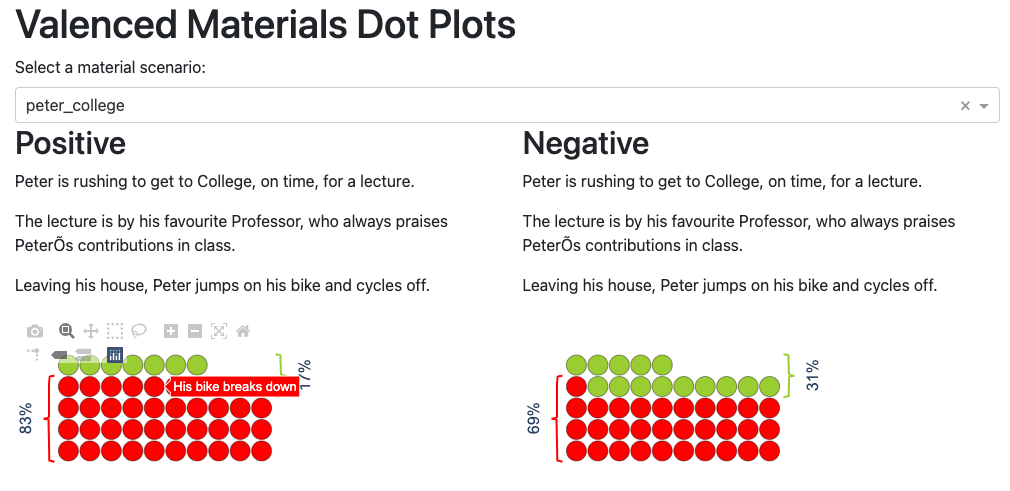 Valenced Materials Dot Plots
Select a material scenario:
peter_college
Positive
Peter is rushing to get to College, on time, for a lecture.
The lecture is by his favourite Professor, who always praises
PeterÕs contributions in class.
Leaving his house, Peter jumps on his bike and cycles off.
83%
His bike breaks down
17%
Negative
Peter is rushing to get to College, on time, for a lecture.
The lecture is by his favourite Professor, who always praises
PeterÕs contributions in class.
Leaving his house, Peter jumps on his bike and cycles off.
69%
31%